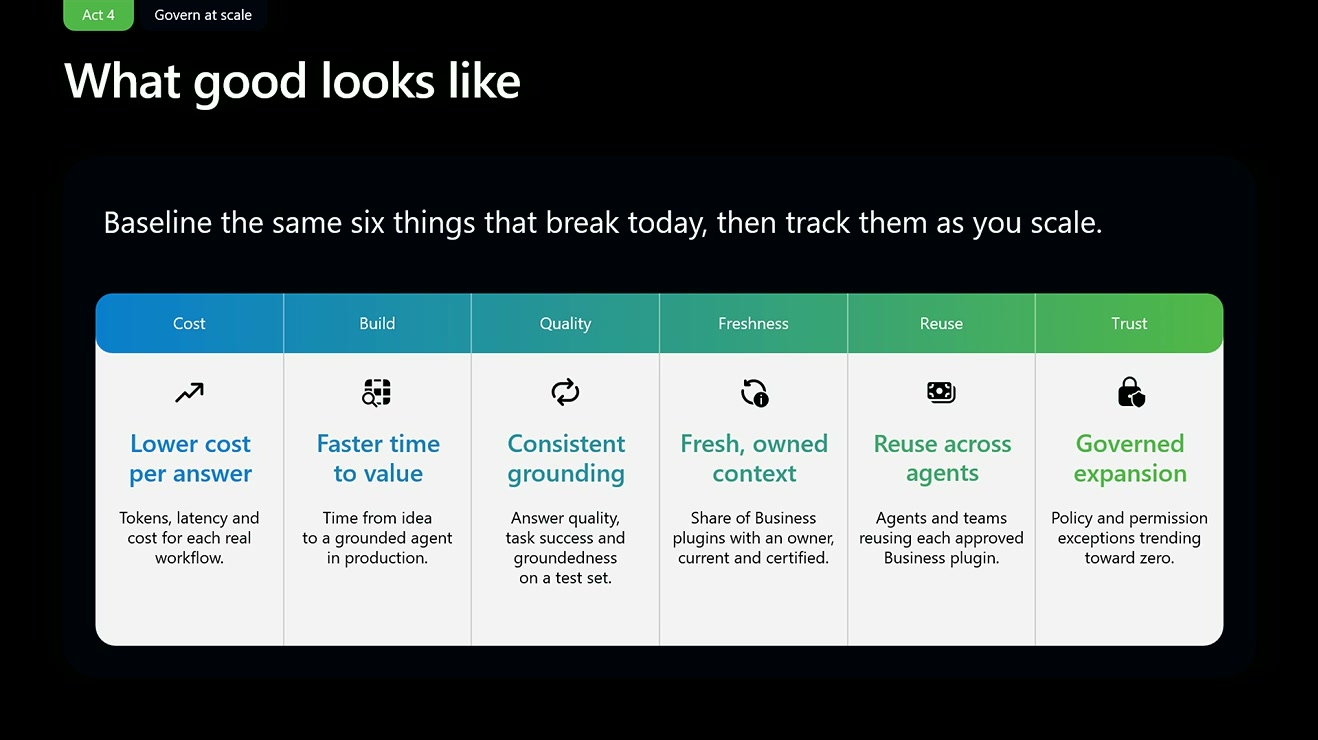 Act 4
Govern at scale
What good looks like
Baseline the same six things that break today, then track them as you scale.
Cost
Build
Quality
Freshness
Reuse
Trust
Lower cost
per answer
Tokens, latency and
cost for each real
workflow.
Faster time
to value
Time from idea
to a grounded agent
in production.
Consistent
grounding
Answer quality,
task success and
groundedness
on a test set.
Fresh, owned
context
Share of Business
plugins with an owner,
current and certified.
Reuse across
agents
Agents and teams
reusing each approved
Business plugin.
Governed
expansion
Policy and permission
exceptions trending
toward zero.